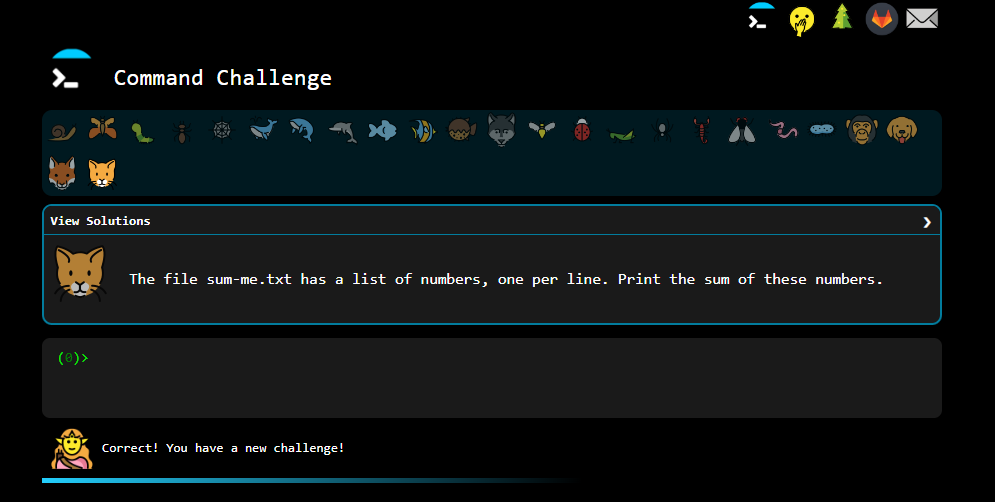 Command Challenge
View Solutions
The file sum-me.txt has a list of numbers, one per line. Print the sum of these numbers.
(0)>
Correct! You have a new challenge!